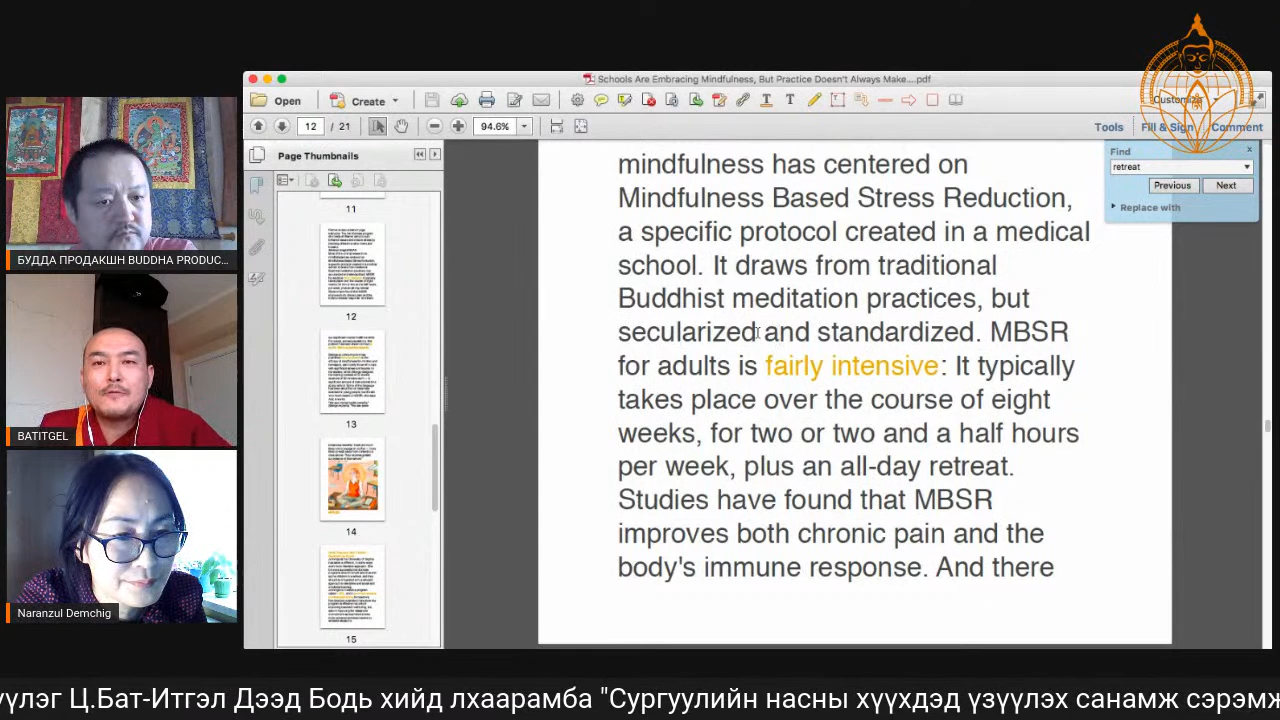 Schools Are Embracing Mindfulness, But Practice Doesn't Always Make....pdf
Open
Create
Customize
12 / 21
94.6%
Tools
Fill & Sign
Comment
Page Thumbnails
11
12
13
14
15
Find
retreat
Previous
Next
Replace with
mindfulness has centered on
Mindfulness Based Stress Reduction,
a specific protocol created in a medical
school. It draws from traditional
Buddhist meditation practices, but
secularized and standardized. MBSR
for adults is fairly intensive: It typically
takes place over the course of eight
weeks, for two or two and a half hours
per week, plus an all-day retreat.
Studies have found that MBSR
improves both chronic pain and the
body's immune response. And there
БУДДА ПРОДАКШН BUDDHA PRODUC...
BATITGEL
Naranzul Demchig
үүлэг Ц.Бат-Итгэл Дээд Бодь хийд лхаарамба "Сургуулийн насны хүүхдэд үзүүлэх санамж сэрэмж